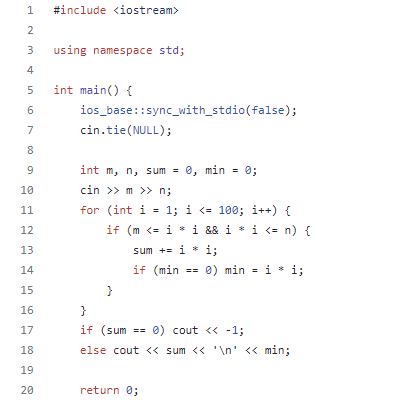 1 #include <iostream>
2
3 using namespace std;
4
5 int main() {
6     ios_base::sync_with_stdio(false);
7     cin.tie(NULL);
8
9     int m, n, sum = 0, min = 0;
10     cin >> m >> n;
11     for (int i = 1; i <= 100; i++) {
12         if (m <= i * i && i * i <= n) {
13             sum += i * i;
14             if (min == 0) min = i * i;
15         }
16     }
17     if (sum == 0) cout << -1;
18     else cout << sum << '\n' << min;
19
20     return 0;